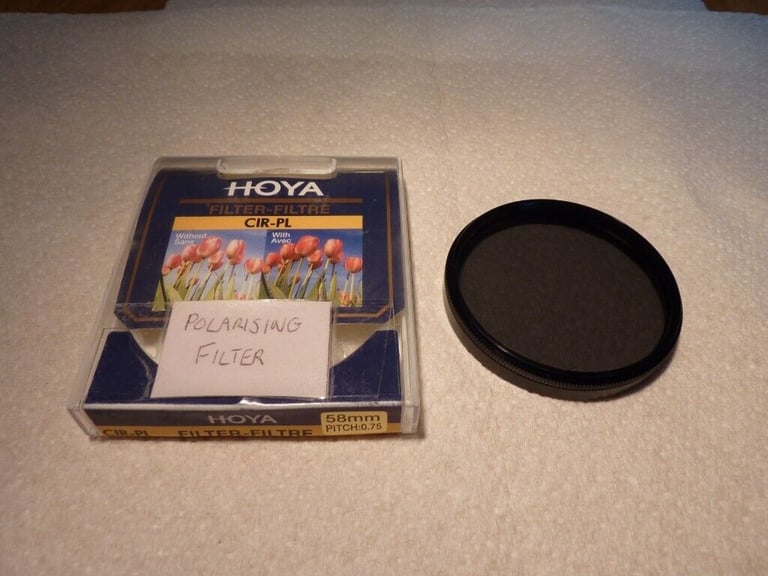 HOYA
FILTER-FILTRE
CIR-PL
Without
Sans
With
Avec
POLARISING
FILTER
HOYA
58mm
CIR-PL FILTER-FILTRE PITCH:0.75